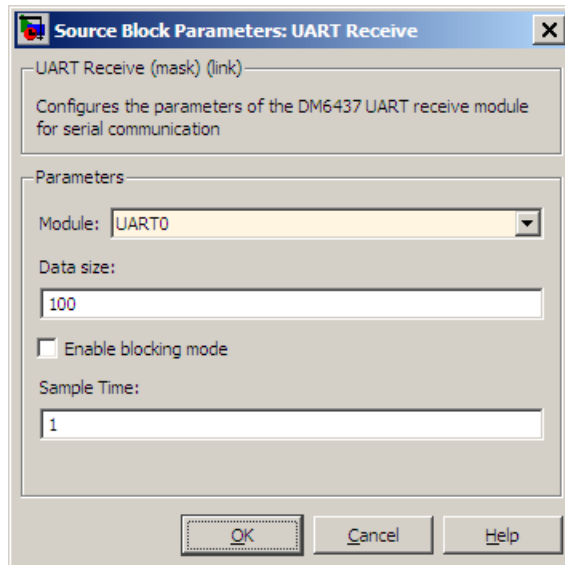 Source Block Parameters: UART Receive
UART Receive (mask) (link)
Configures the parameters of the DM6437 UART receive module
for serial communication
Parameters
Module: UART0
Data size:
100
Enable blocking mode
Sample Time:
1
OK Cancel Help